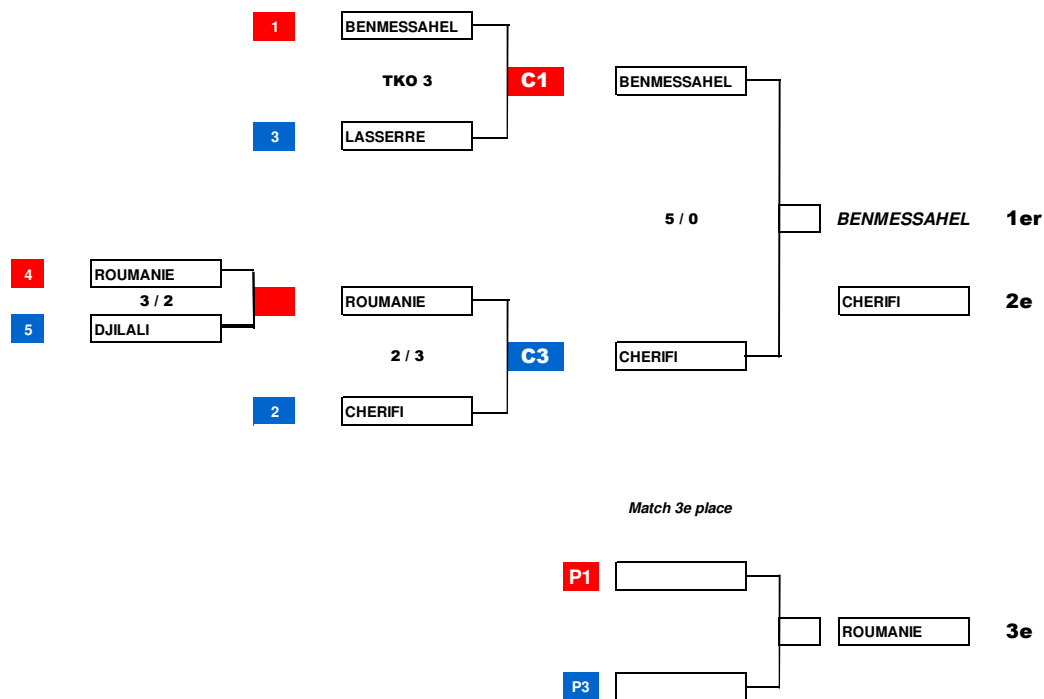 1 BENMESSAHEL
TKO 3 C1 BENMESSAHEL
3 LASSERRE
5 / 0 BENMESSAHEL 1er
4 ROUMANIE
3 / 2 ROUMANIE CHERIFI 2e
5 DJILALI
2 / 3 C3 CHERIFI
2 CHERIFI
Match 3e place
P1
ROUMANIE 3e
P3